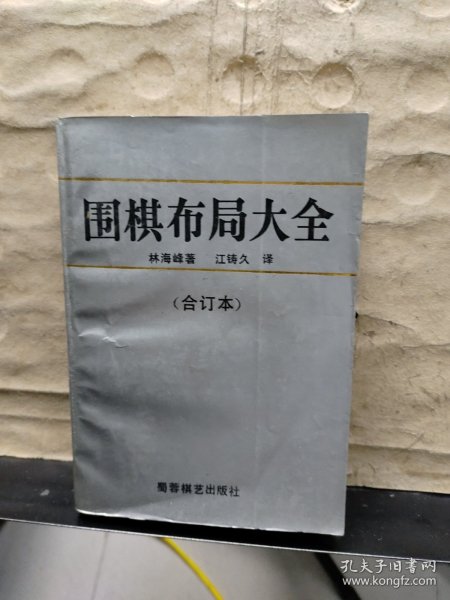 围棋布局大全
林海峰著 江铸久 译
(合订本)
蜀蓉棋艺出版社
孔夫子旧书网
www.kongfz.com